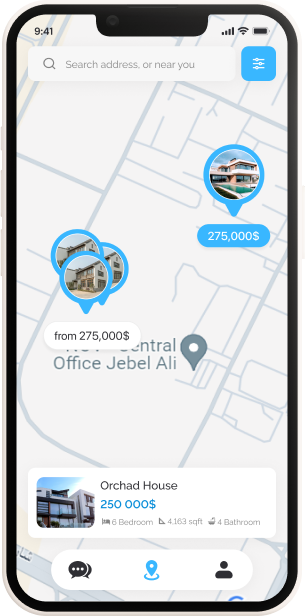 9:41
Search address, or near you
275,000$
from 275,000$
Central
Office Jebel Ali
Orchad House
250 000$
6 Bedroom 4,163 sqft 4 Bathroom